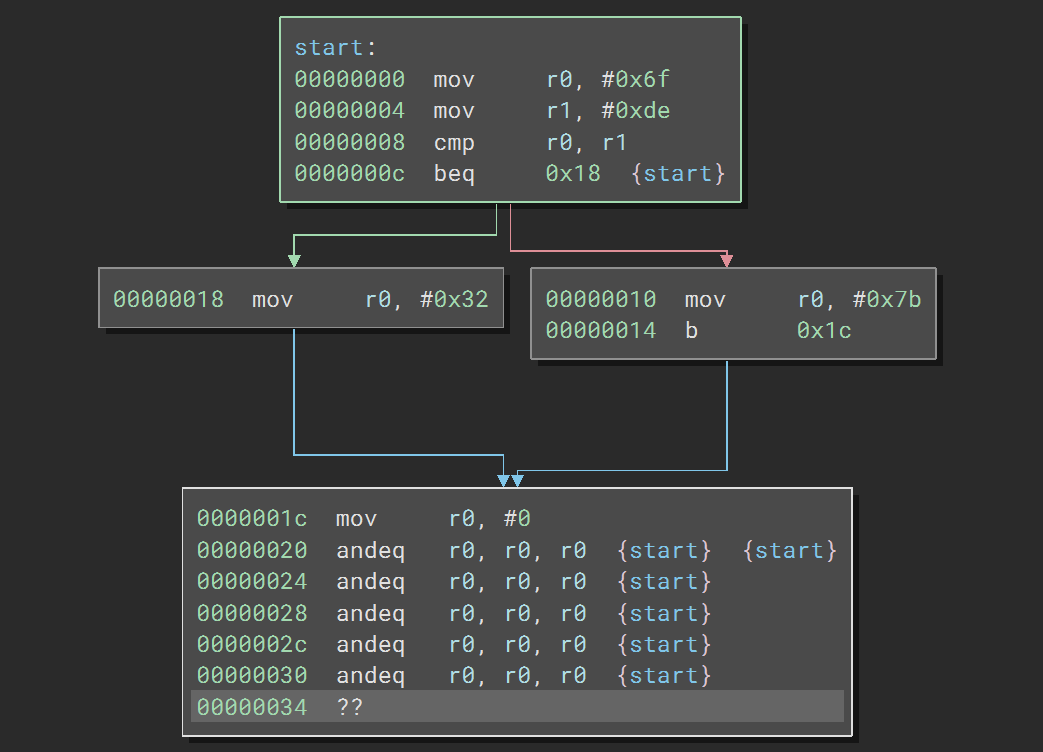 start:
00000000 mov r0, #0x6f
00000004 mov r1, #0xde
00000008 cmp r0, r1
0000000c beq 0x18 {start}
00000018 mov r0, #0x32
00000010 mov r0, #0x7b
00000014 b 0x1c
0000001c mov r0, #0
00000020 andeq r0, r0, r0 {start} {start}
00000024 andeq r0, r0, r0 {start}
00000028 andeq r0, r0, r0 {start}
0000002c andeq r0, r0, r0 {start}
00000030 andeq r0, r0, r0 {start}
00000034 ??